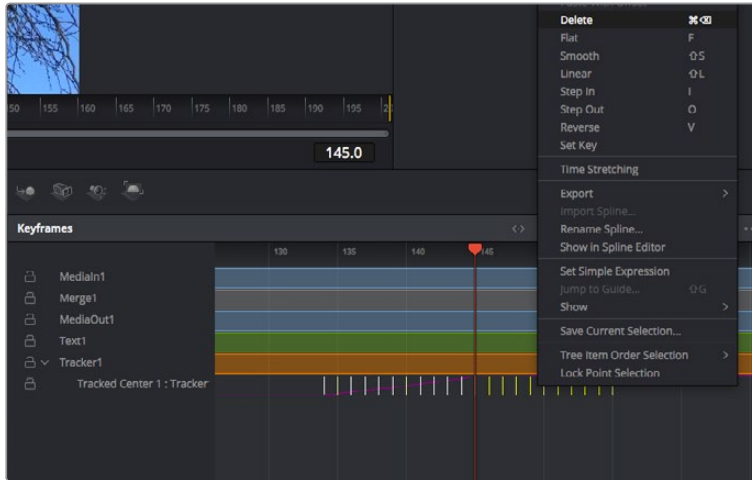 Delete ⌘⌫
Flat F
Smooth ⇧S
Linear ⇧L
Step In I
Step Out O
Reverse V
Set Key
Time Stretching
Export >
Import Spline...
Rename Spline...
Show in Spline Editor
Set Simple Expression
Jump to Guide... ⇧G
Show >
Save Current Selection...
Tree Item Order Selection >
Lock Point Selection
50 155 160 165 170 175 180 185 190 195
145.0
Keyframes
130 135 140 145
MediaIn1
Merge1
MediaOut1
Text1
Tracker1
Tracked Center 1 : Tracker